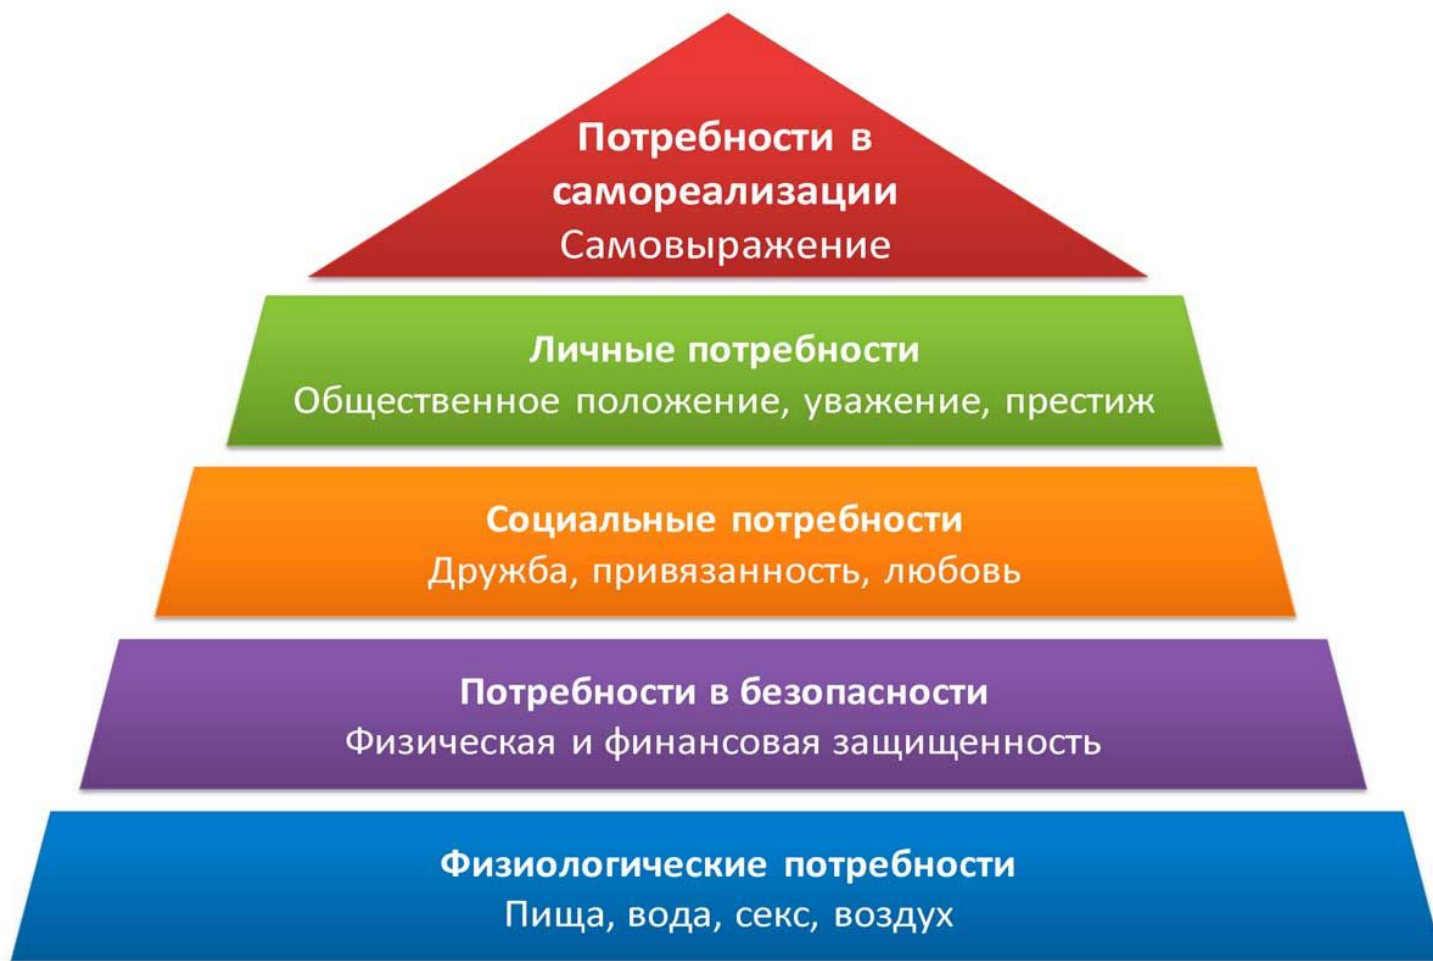 Потребности в
самореализации
Самовыражение
Личные потребности
Общественное положение, уважение, престиж
Социальные потребности
Дружба, привязанность, любовь
Потребности в безопасности
Физическая и финансовая защищенность
Физиологические потребности
Пища, вода, секс, воздух